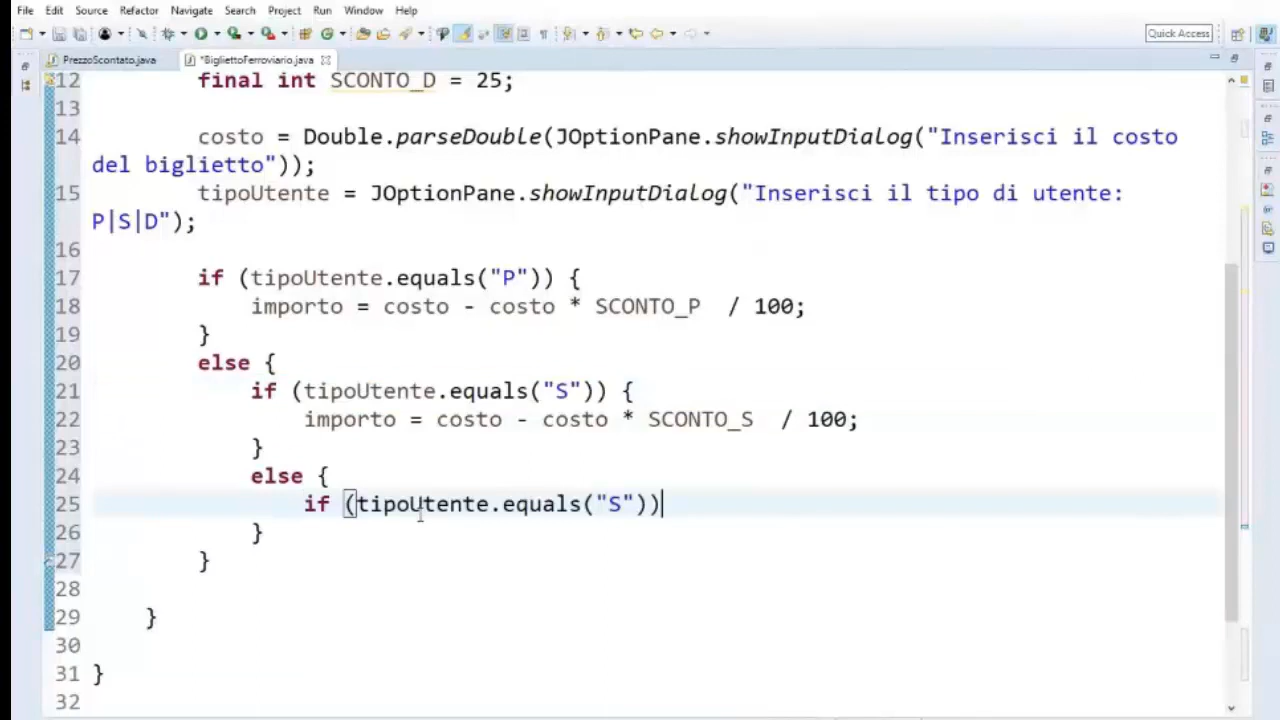 File Edit Source Refactor Navigate Search Project Run Window Help
Quick Access
PrezzoScontato.java *BigliettoFerroviario.java
12 final int SCONTO_D = 25;
13
14 costo = Double.parseDouble(JOptionPane.showInputDialog("Inserisci il costo
del biglietto"));
15 tipoUtente = JOptionPane.showInputDialog("Inserisci il tipo di utente:
P|S|D");
16
17 if (tipoUtente.equals("P")) {
18 importo = costo - costo * SCONTO_P  / 100;
19 }
20 else {
21 if (tipoUtente.equals("S")) {
22 importo = costo - costo * SCONTO_S  / 100;
23 }
24 else {
25 if (tipoUtente.equals("S"))
26 }
27 }
28
29 }
30
31 }
32